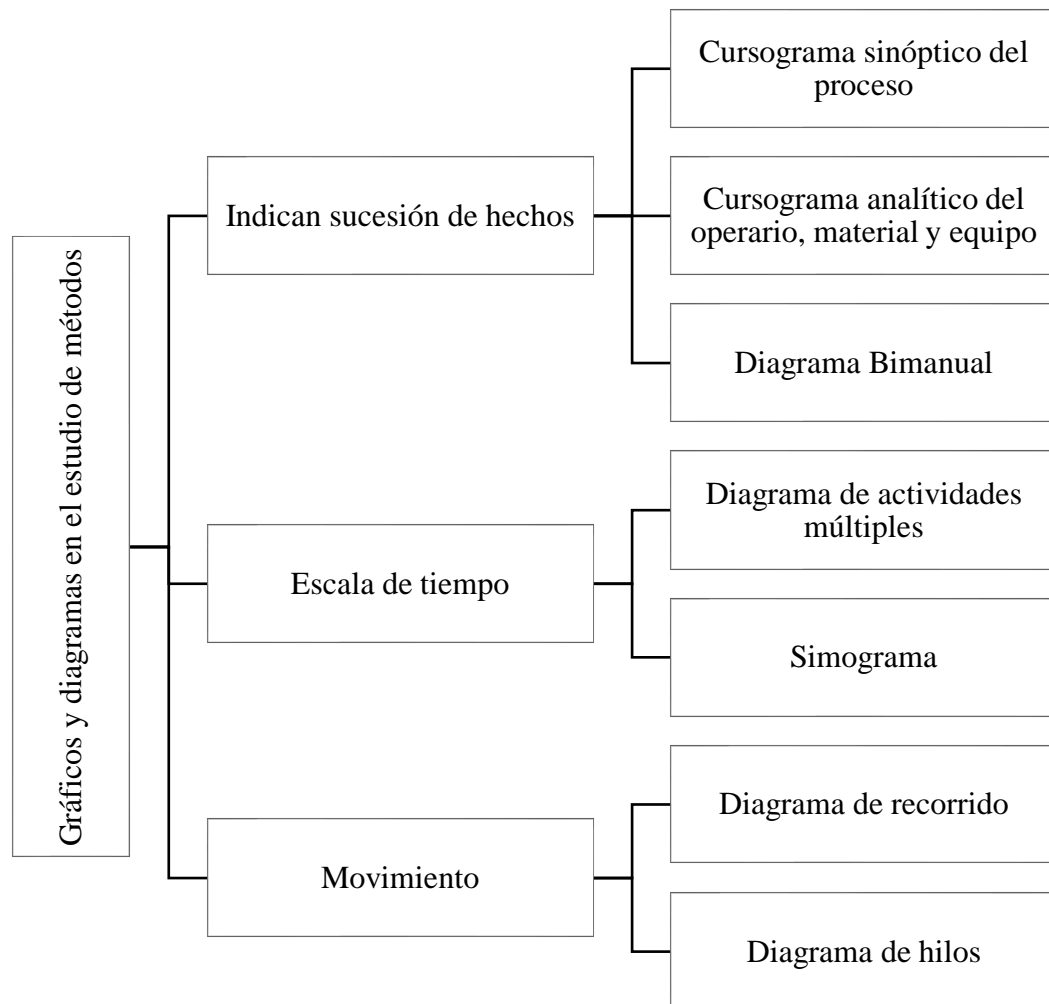 Gráficos y diagramas en el estudio de métodos
Indican sucesión de hechos
Cursograma sinóptico del
proceso
Cursograma analítico del
operario, material y equipo
Diagrama Bimanual
Escala de tiempo
Diagrama de actividades
múltiples
Simograma
Movimiento
Diagrama de recorrido
Diagrama de hilos